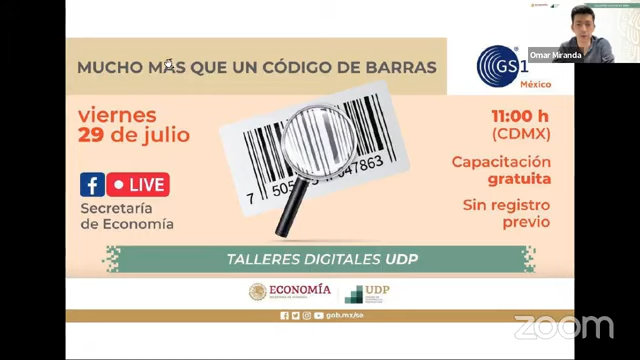 MUCHO MÁS QUE UN CÓDIGO DE BARRAS
Omar Miranda
GS1
México
viernes
29 de julio
11:00 h
(CDMX)
LIVE
Capacitación
gratuita
Secretaría
de Economía
Sin registro
previo
TALLERES DIGITALES UDP
ECONOMÍA
UDP
gob.mx/se
zoom